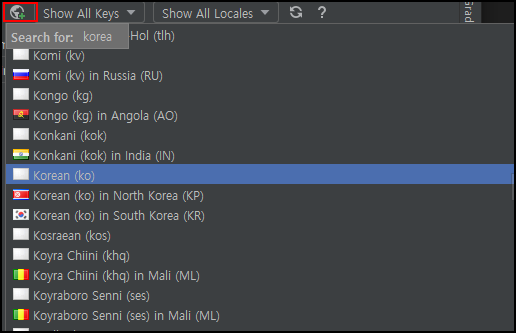 Show All Keys
Show All Locales
?
Grad
Search for: korea
Hol (tlh)
Komi (kv)
Komi (kv) in Russia (RU)
Kongo (kg)
Kongo (kg) in Angola (AO)
Konkani (kok)
Konkani (kok) in India (IN)
Korean (ko)
Korean (ko) in North Korea (KP)
Korean (ko) in South Korea (KR)
Kosraean (kos)
Koyra Chiini (khq)
Koyra Chiini (khq) in Mali (ML)
Koyraboro Senni (ses)
Koyraboro Senni (ses) in Mali (ML)